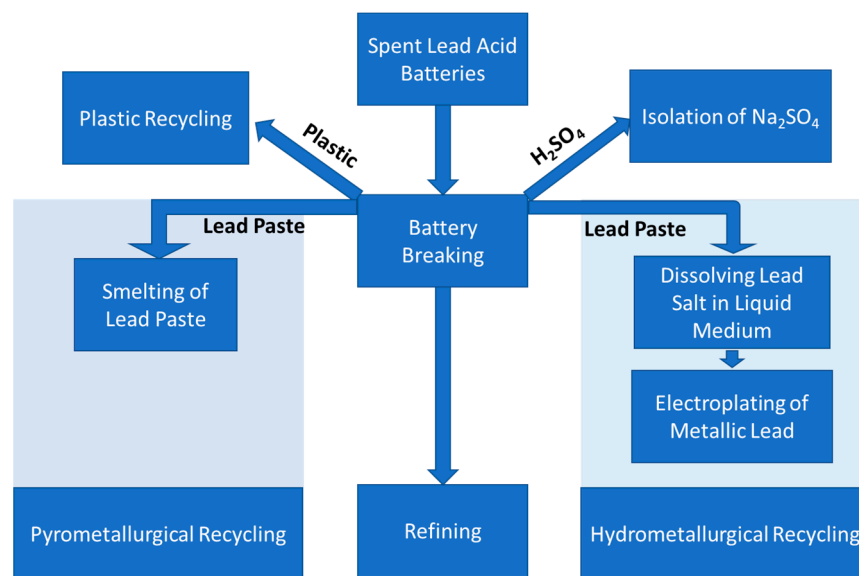 Spent Lead Acid
Batteries
Plastic Recycling
Isolation of Na₂SO₄
Plastic
H₂SO₄
Lead Paste
Battery
Breaking
Lead Paste
Smelting of
Lead Paste
Dissolving Lead
Salt in Liquid
Medium
Electroplating of
Metallic Lead
Pyrometallurgical Recycling
Refining
Hydrometallurgical Recycling